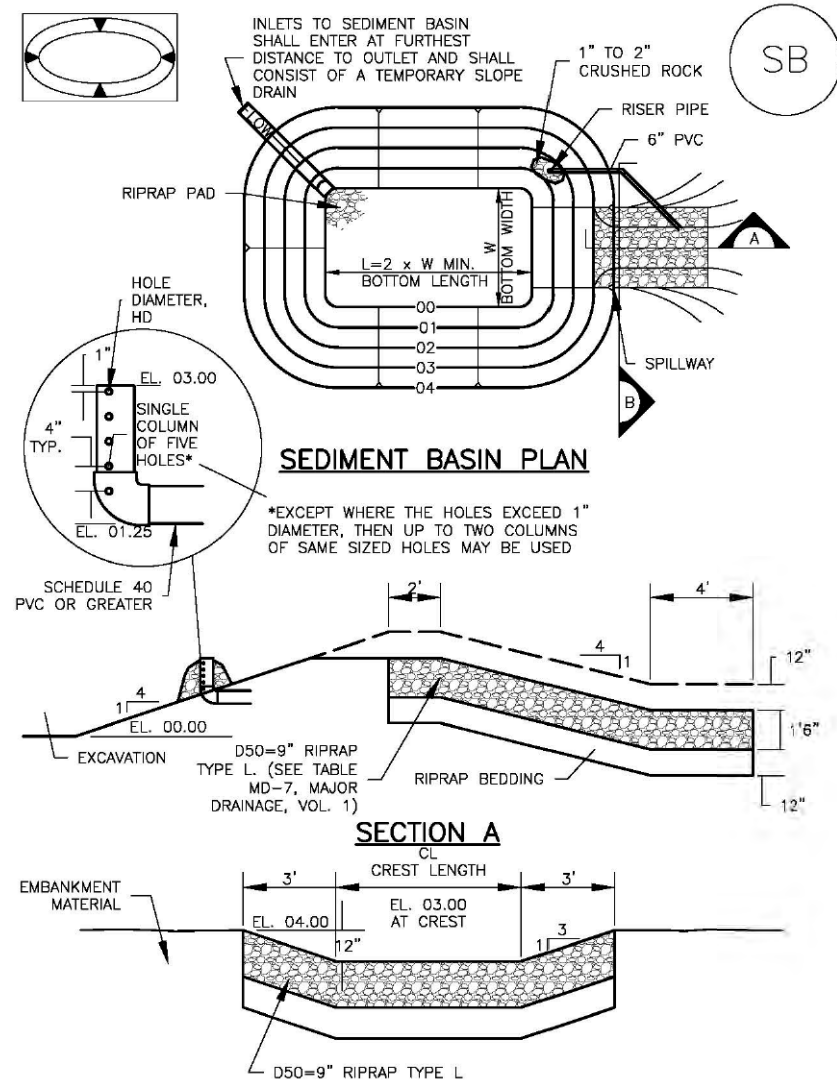 INLETS TO SEDIMENT BASIN
SHALL ENTER AT FURTHEST
DISTANCE TO OUTLET AND SHALL
CONSIST OF A TEMPORARY SLOPE
DRAIN
1" TO 2"
CRUSHED ROCK
SB
RISER PIPE
6" PVC
FLOW
RIPRAP PAD
W
BOTTOM WIDTH
L=2 x W MIN.
BOTTOM LENGTH
A
00
01
02
03
04
SPILLWAY
B
HOLE
DIAMETER,
HD
1"
EL. 03.00
4"
TYP.
SINGLE
COLUMN
OF FIVE
HOLES*
EL. 01.25
SEDIMENT BASIN PLAN
*EXCEPT WHERE THE HOLES EXCEED 1"
DIAMETER, THEN UP TO TWO COLUMNS
OF SAME SIZED HOLES MAY BE USED
SCHEDULE 40
PVC OR GREATER
2'
4'
4
1
12"
4
1
EL. 00.00
EXCAVATION
1'6"
D50=9" RIPRAP
TYPE L. (SEE TABLE
MD-7, MAJOR
DRAINAGE, VOL. 1)
RIPRAP BEDDING
12"
SECTION A
CL
CREST LENGTH
3'
3'
EMBANKMENT
MATERIAL
EL. 04.00
EL. 03.00
AT CREST
12"
3
1
D50=9" RIPRAP TYPE L